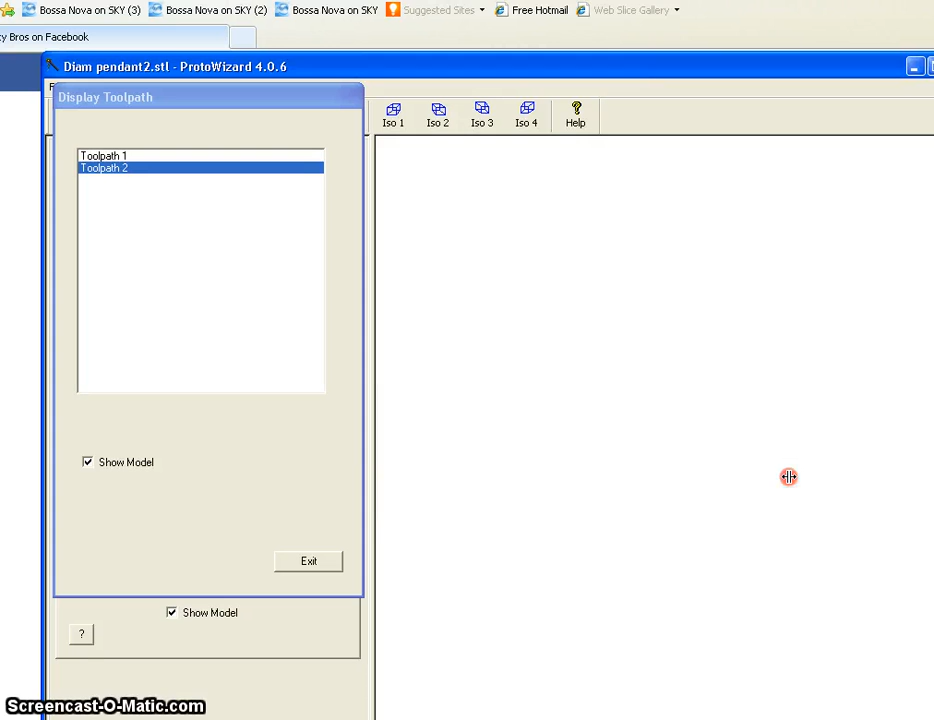 Bossa Nova on SKY (3) Bossa Nova on SKY (2) Bossa Nova on SKY Suggested Sites Free Hotmail Web Slice Gallery
y Bros on Facebook
Diam pendant2.stl - ProtoWizard 4.0.6
Display Toolpath
Iso 1 Iso 2 Iso 3 Iso 4 Help
Toolpath 1
Toolpath 2
Show Model
Exit
Show Model
?
Screencast-O-Matic.com